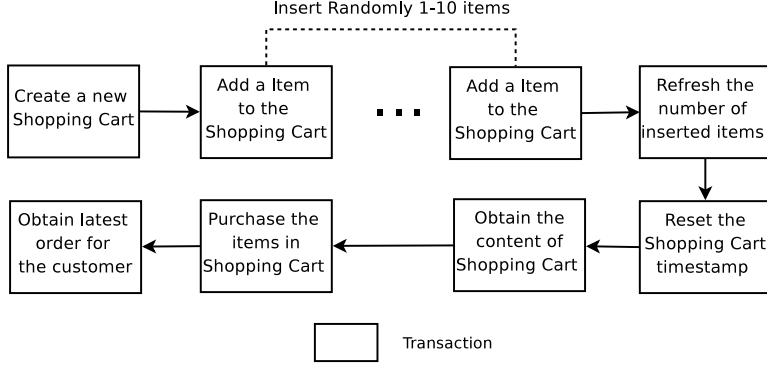 Insert Randomly 1-10 items
Create a new
Shopping Cart
Add a Item
to the
Shopping Cart
...
Add a Item
to the
Shopping Cart
Refresh the
number of
inserted items
Obtain latest
order for
the customer
Purchase the
items in
Shopping Cart
Obtain the
content of
Shopping Cart
Reset the
Shopping Cart
timestamp
Transaction